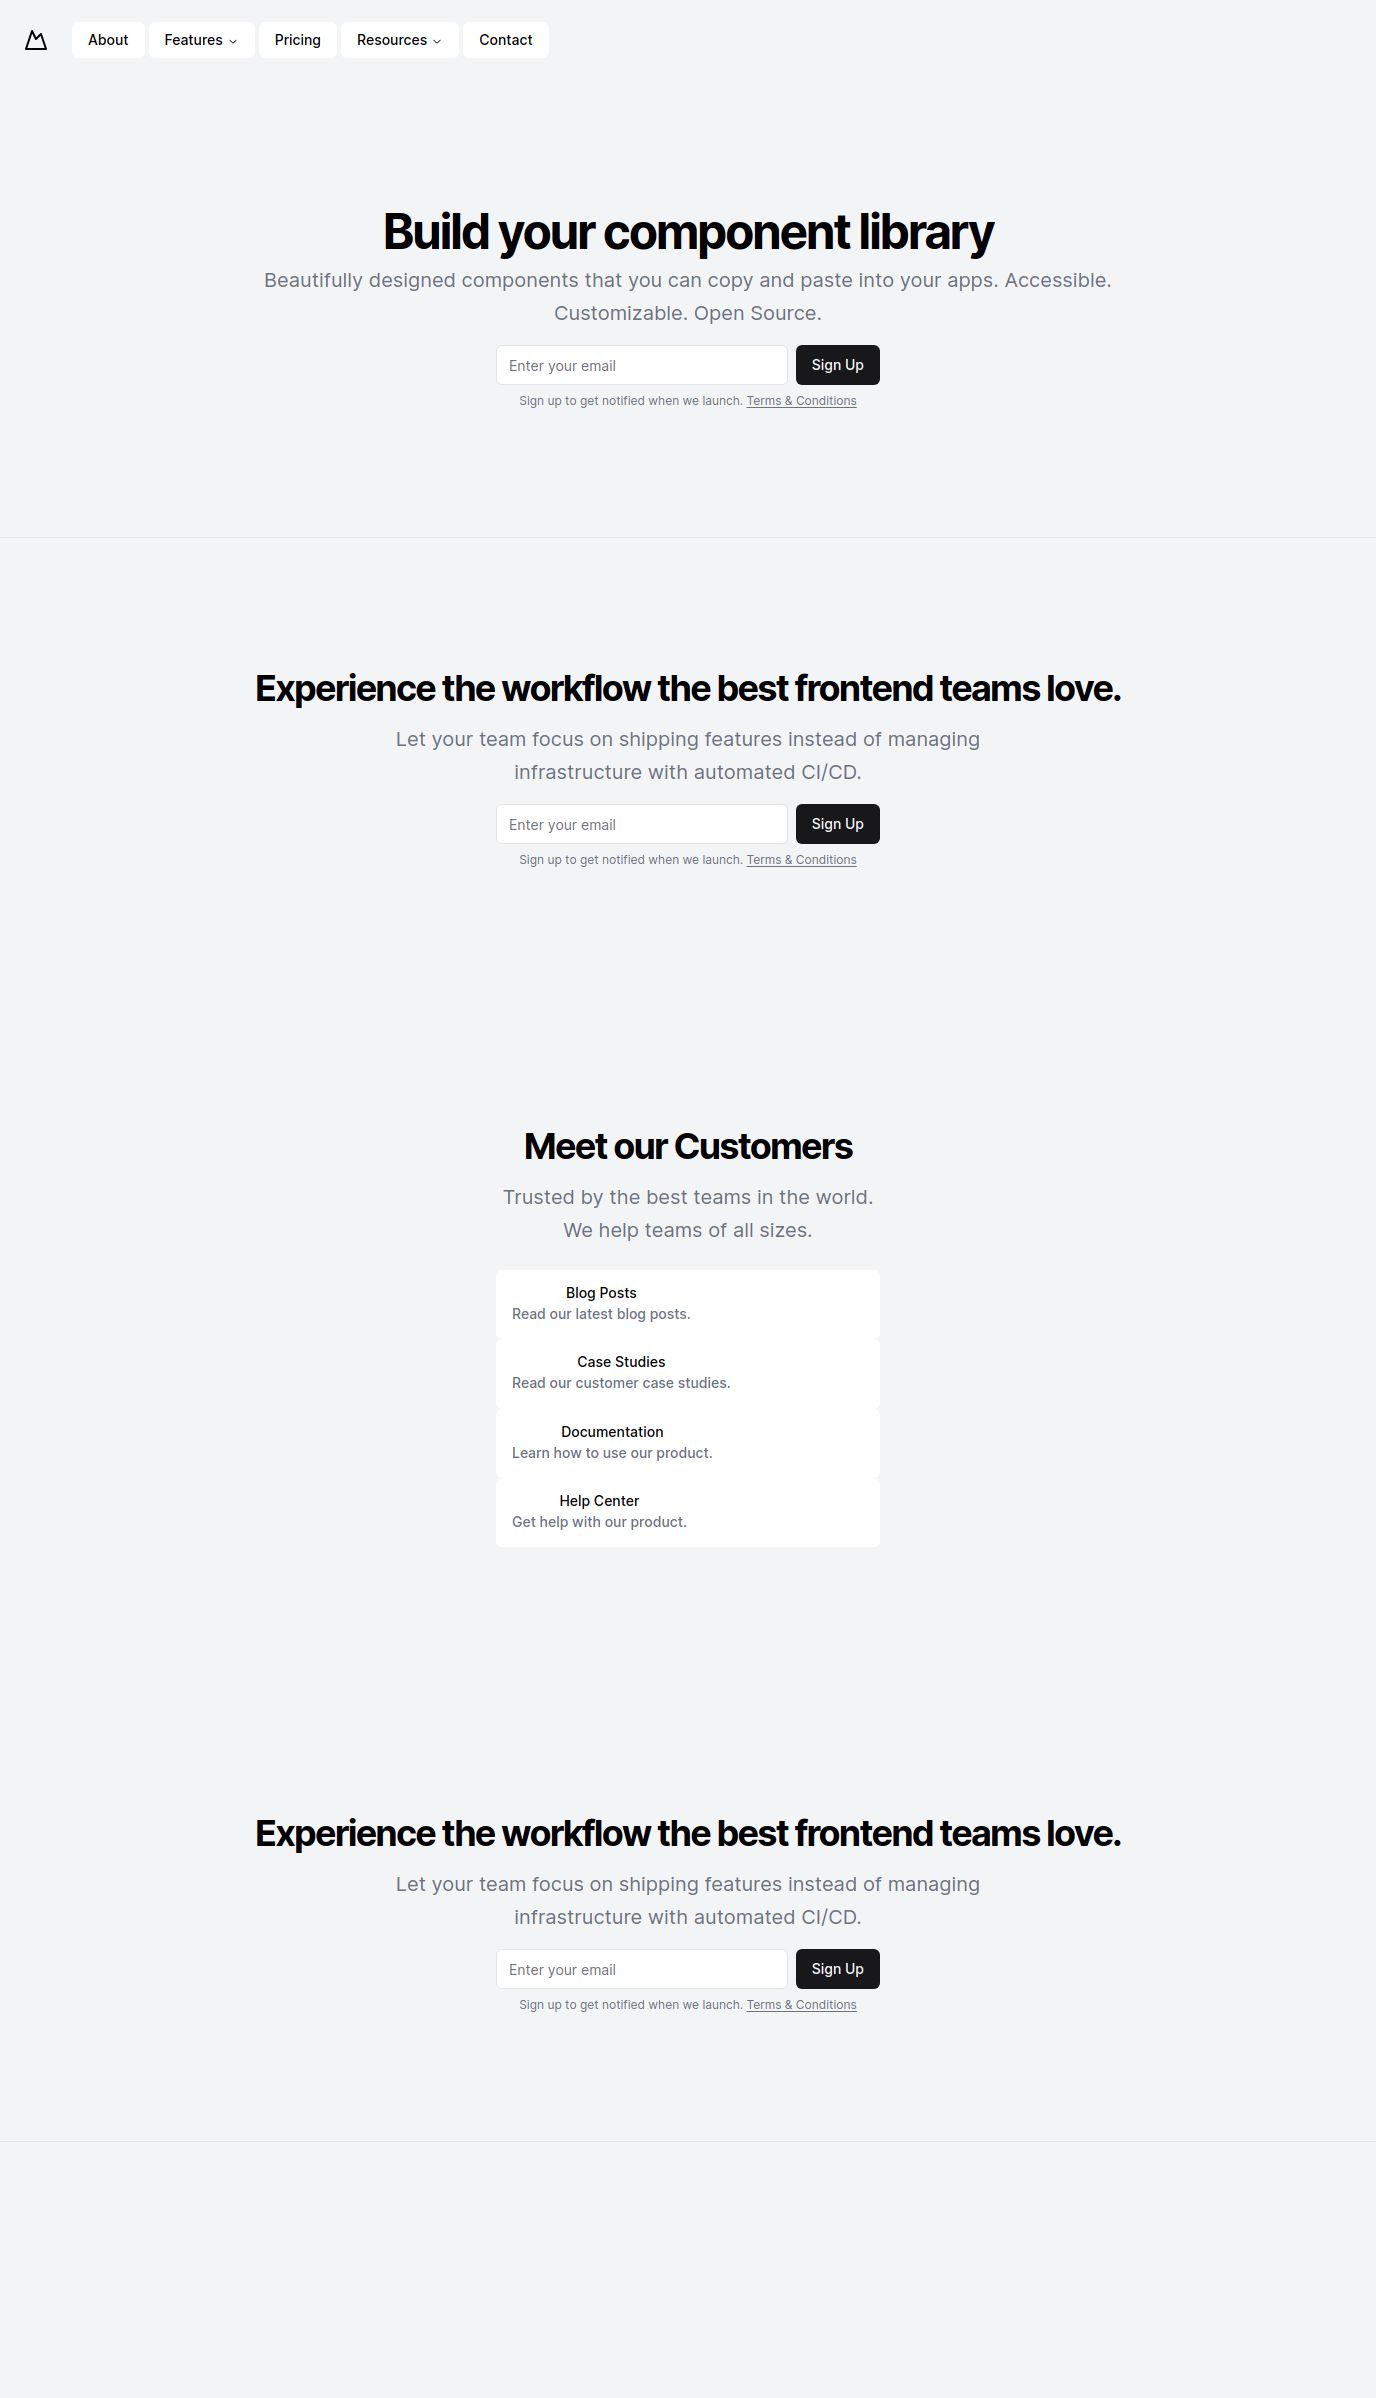 About
Features
Pricing
Resources
Contact
Build your component library
Beautifully designed components that you can copy and paste into your apps. Accessible.
Customizable. Open Source.
Enter your email
Sign Up
Sign up to get notified when we launch. Terms & Conditions
Experience the workflow the best frontend teams love.
Let your team focus on shipping features instead of managing
infrastructure with automated CI/CD.
Enter your email
Sign Up
Sign up to get notified when we launch. Terms & Conditions
Meet our Customers
Trusted by the best teams in the world.
We help teams of all sizes.
Blog Posts
Read our latest blog posts.
Case Studies
Read our customer case studies.
Documentation
Learn how to use our product.
Help Center
Get help with our product.
Experience the workflow the best frontend teams love.
Let your team focus on shipping features instead of managing
infrastructure with automated CI/CD.
Enter your email
Sign Up
Sign up to get notified when we launch. Terms & Conditions